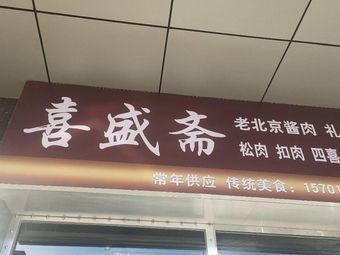 喜盛斋
老北京酱肉 礼
松肉 扣肉 四喜
常年供应 传统美食：15701